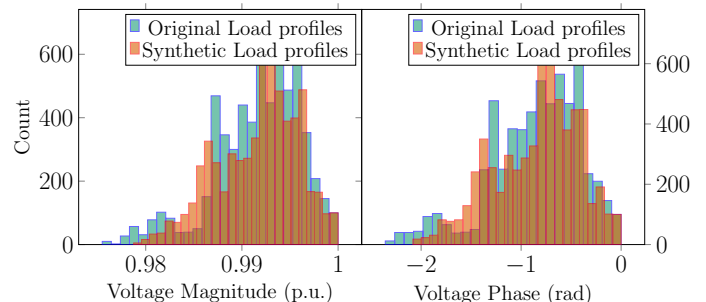 Original Load profiles
Synthetic Load profiles
Original Load profiles
Synthetic Load profiles
Count
600
400
200
0
0.98
0.99
1
Voltage Magnitude (p.u.)
600
400
200
0
−2
−1
0
Voltage Phase (rad)